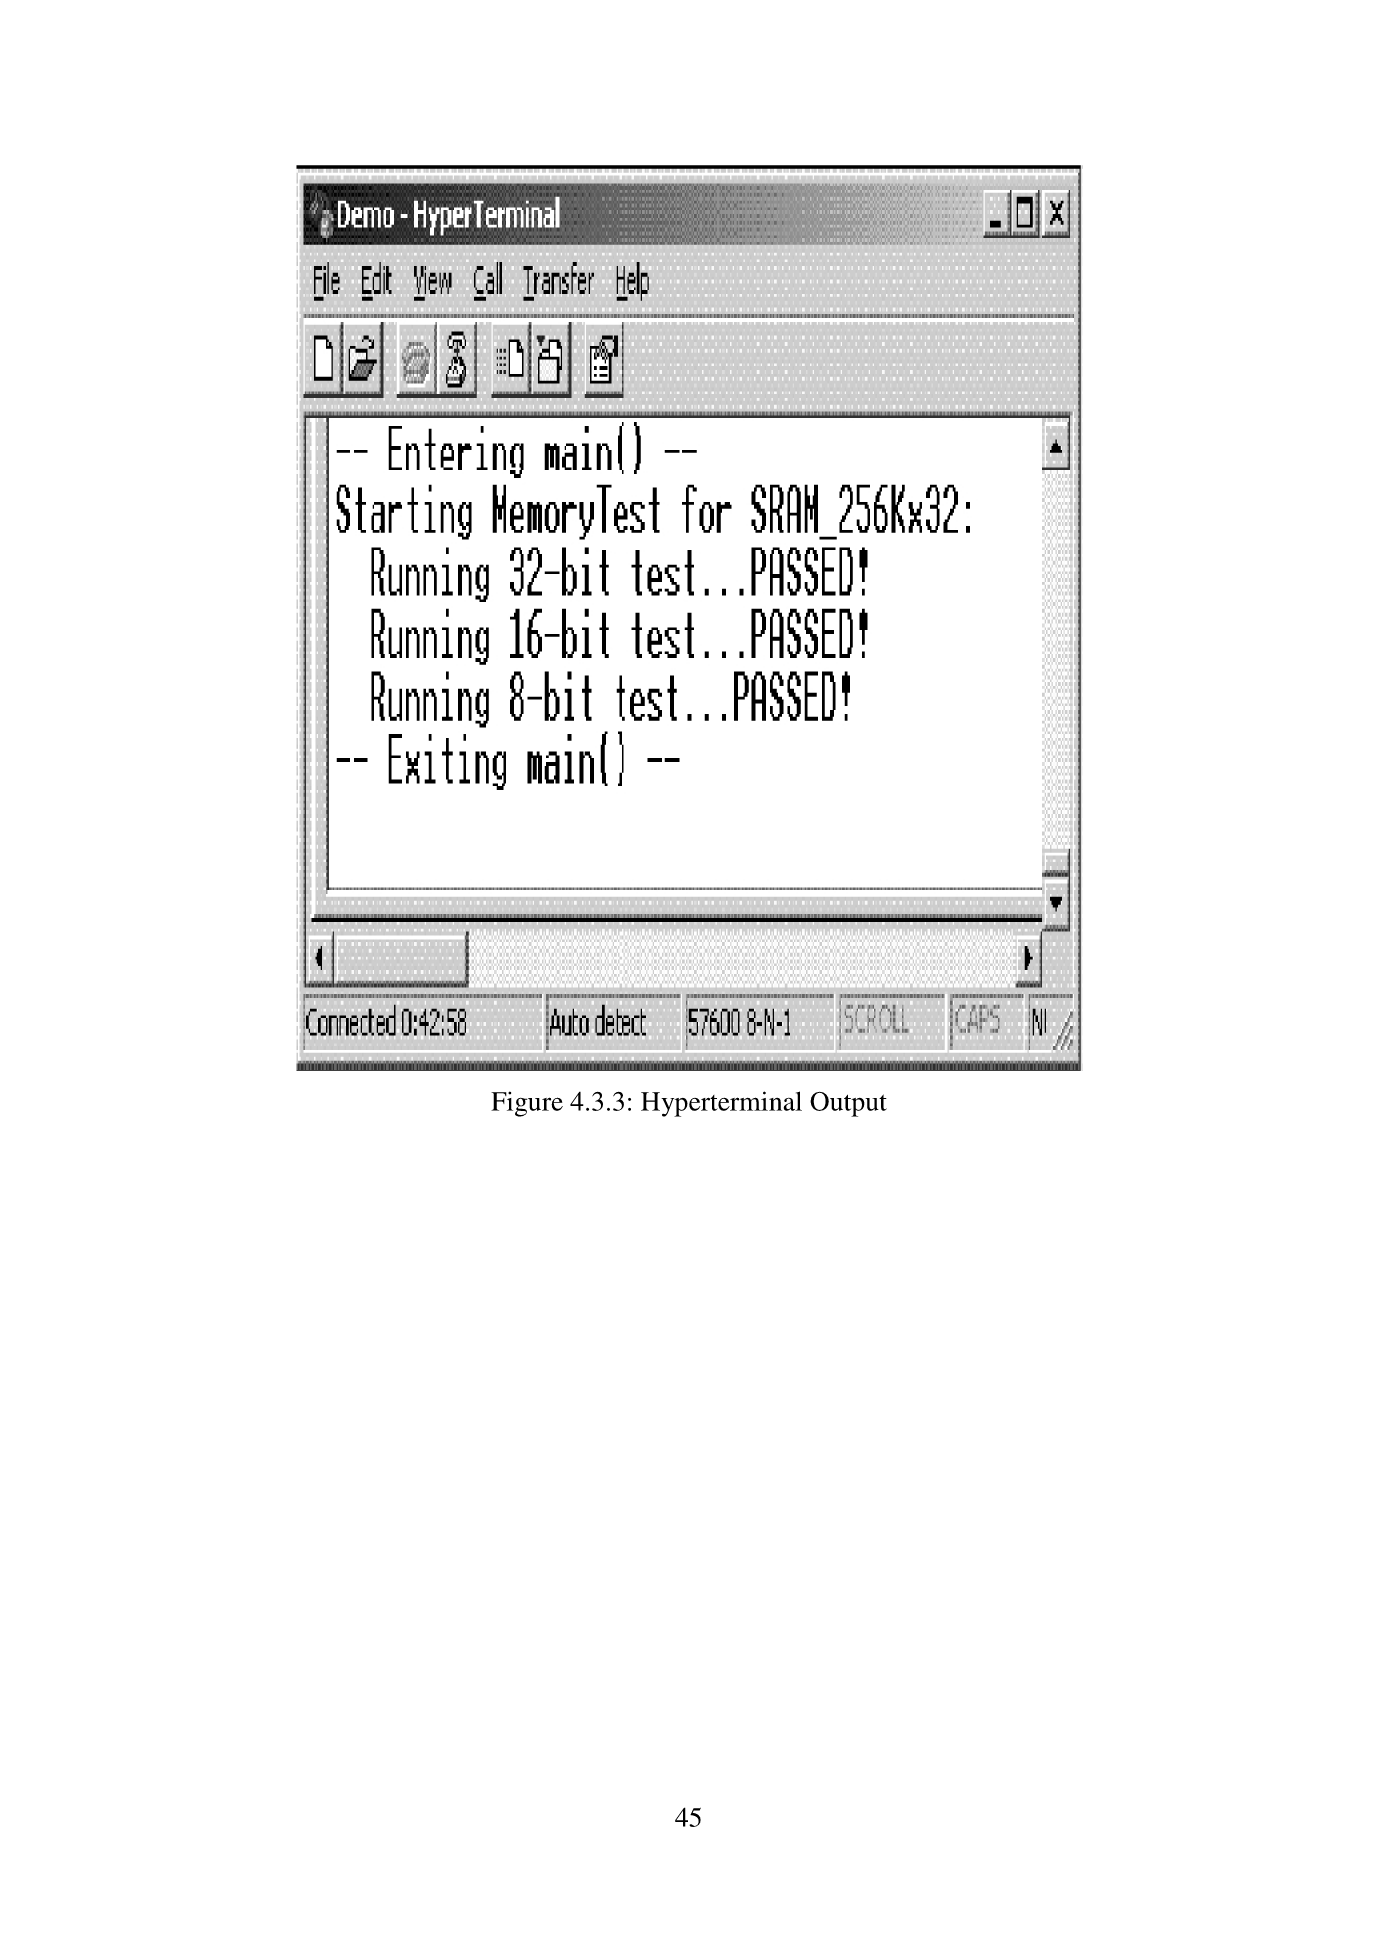 Demo - HyperTerminal
File Edit View Call Transfer Help
-- Entering main() --
Starting MemoryTest for SRAM_256Kx32:
  Running 32-bit test...PASSED!
  Running 16-bit test...PASSED!
  Running 8-bit test...PASSED!
-- Exiting main() --
Connected 0:42:58 Auto detect 57600 8-N-1 SCROLL CAPS
Figure 4.3.3: Hyperterminal Output
45